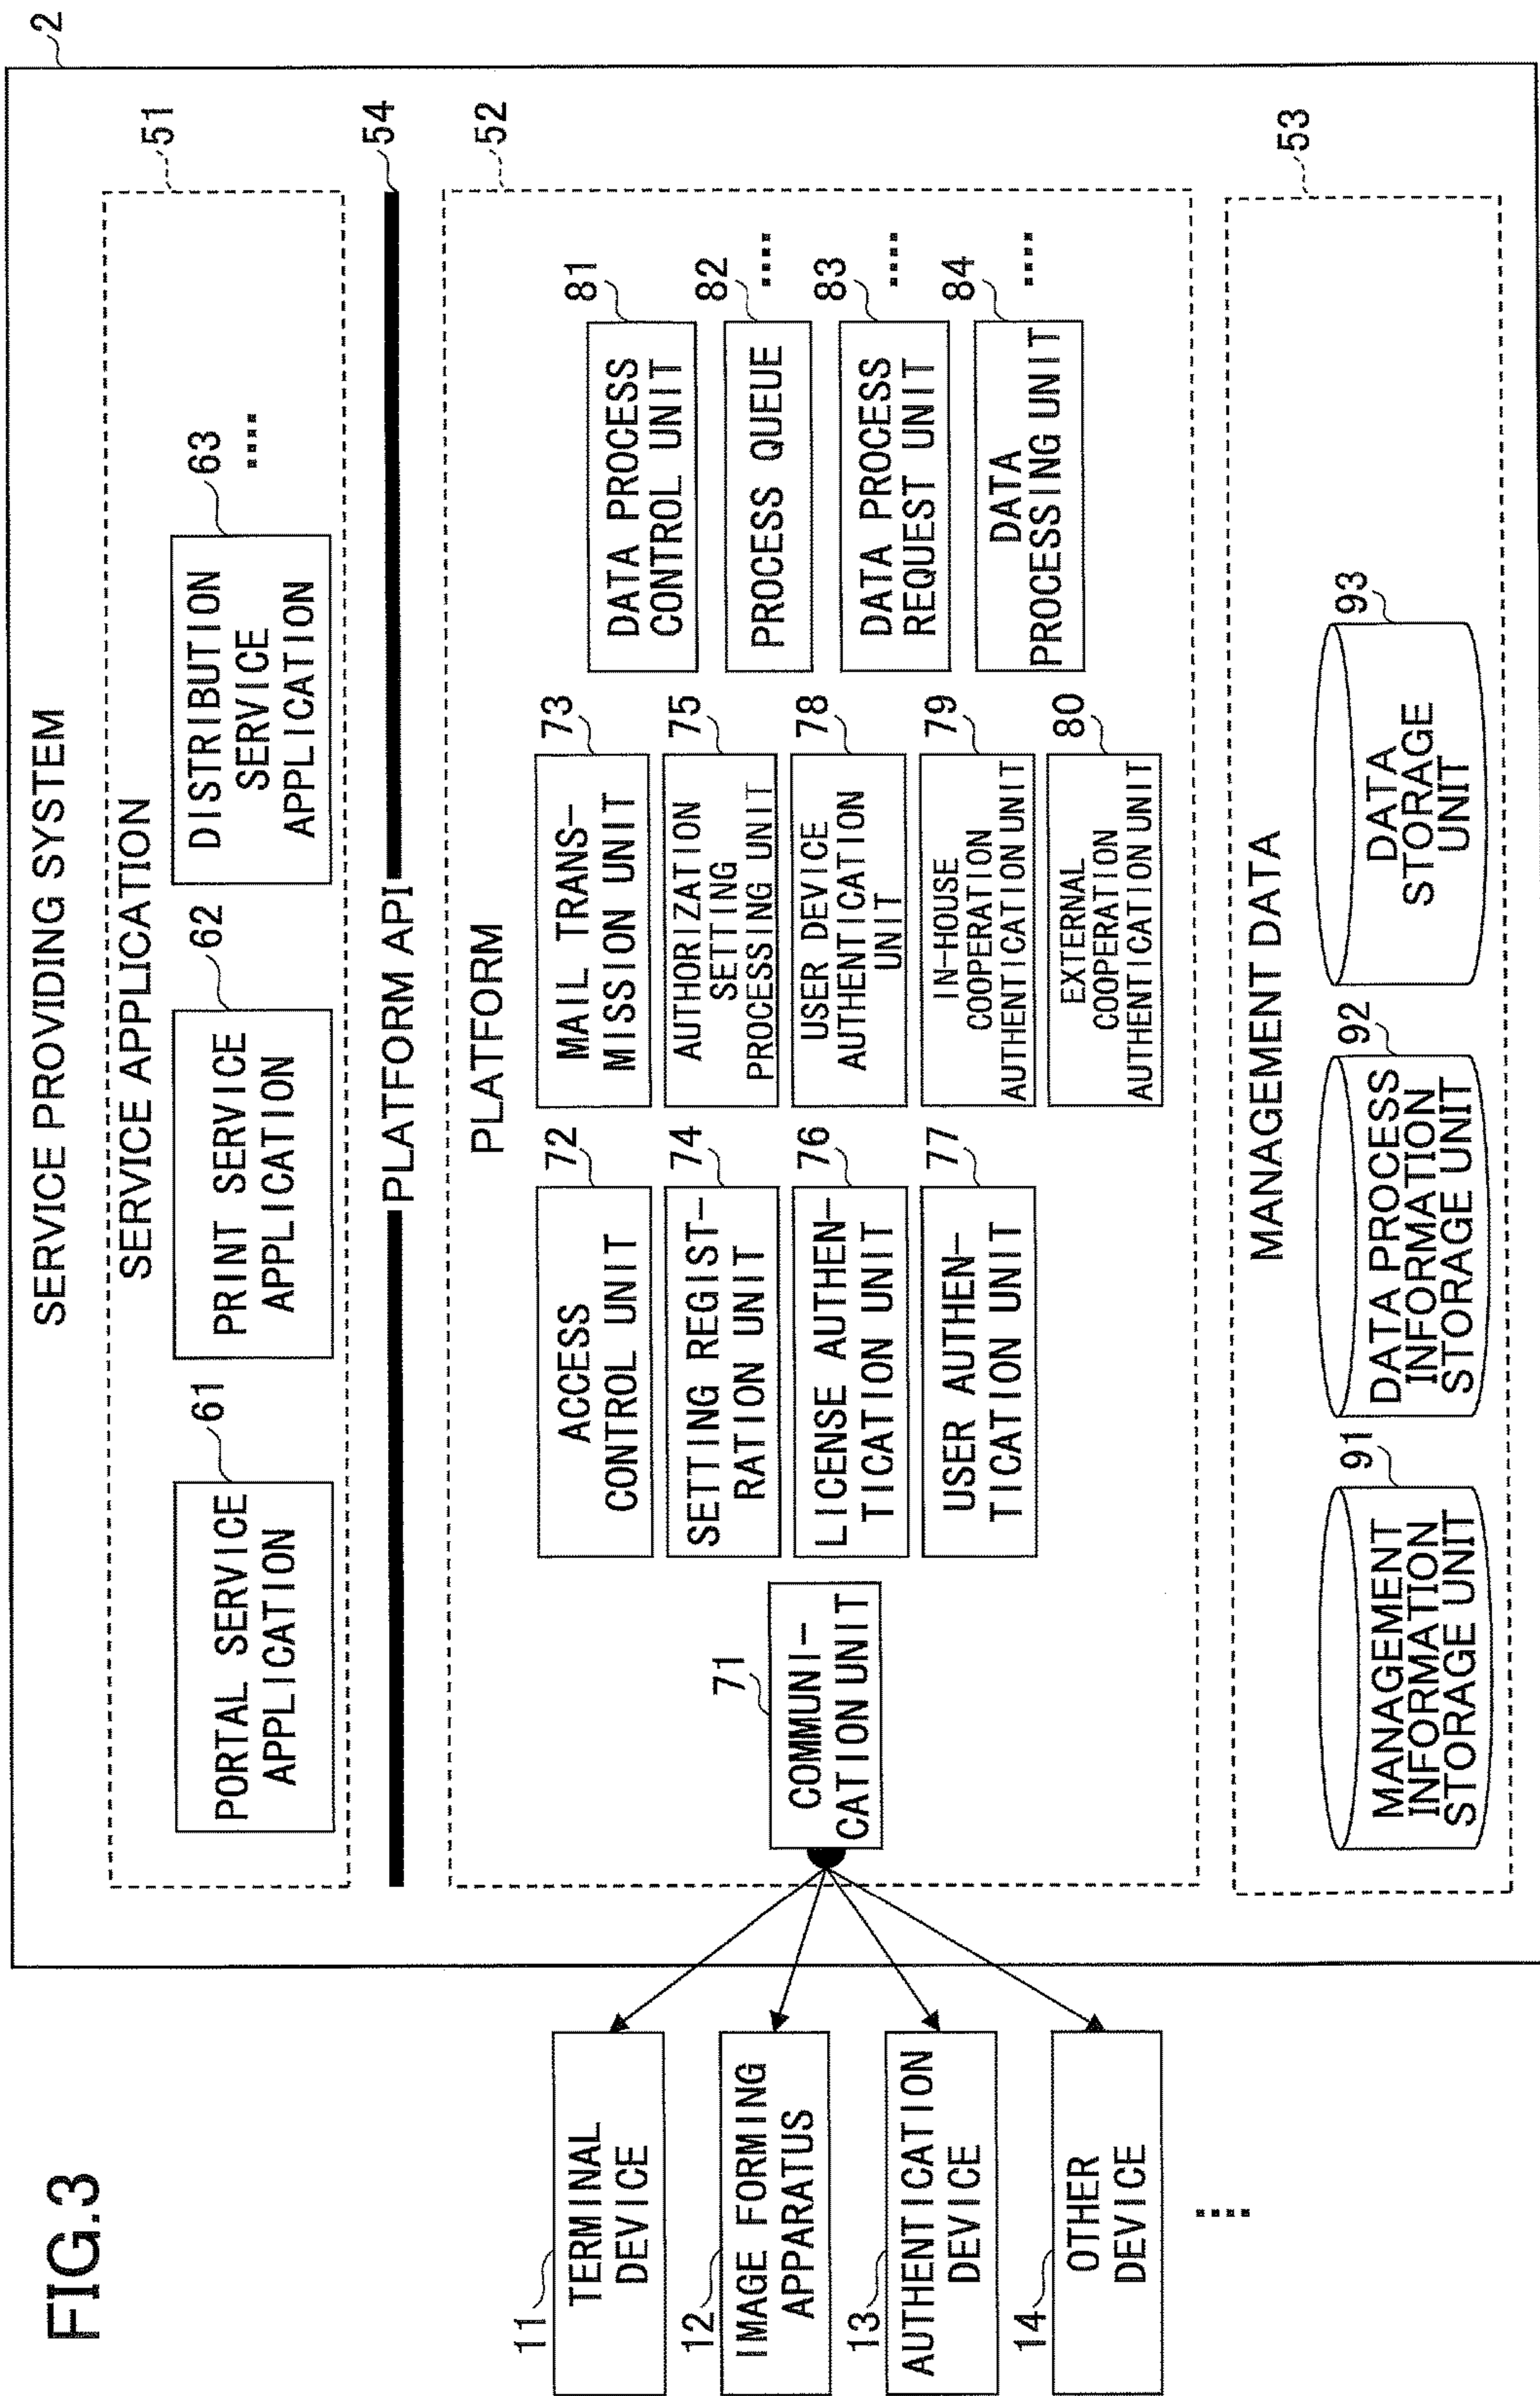 FIG.3
SERVICE PROVIDING SYSTEM
2
SERVICE APPLICATION
51
61
PORTAL SERVICE
APPLICATION
62
PRINT SERVICE
APPLICATION
63
DISTRIBUTION
SERVICE
APPLICATION
....
PLATFORM API
54
PLATFORM
52
71
COMMUNI-
CATION UNIT
72
ACCESS
CONTROL UNIT
74
SETTING REGIST-
RATION UNIT
76
LICENSE AUTHEN-
TICATION UNIT
77
USER AUTHEN-
TICATION UNIT
73
MAIL TRANS-
MISSION UNIT
75
AUTHORIZATION
SETTING
PROCESSING UNIT
78
USER DEVICE
AUTHENTICATION
UNIT
79
IN-HOUSE
COOPERATION
AUTHENTICATION UNIT
80
EXTERNAL
COOPERATION
AUTHENTICATION UNIT
81
DATA PROCESS
CONTROL UNIT
82
PROCESS QUEUE
....
83
DATA PROCESS
REQUEST UNIT
....
84
DATA
PROCESSING UNIT
....
MANAGEMENT DATA
53
91
MANAGEMENT
INFORMATION
STORAGE UNIT
92
DATA PROCESS
INFORMATION
STORAGE UNIT
93
DATA
STORAGE
UNIT
11
TERMINAL
DEVICE
12
IMAGE FORMING
APPARATUS
13
AUTHENTICATION
DEVICE
14
OTHER
DEVICE
....